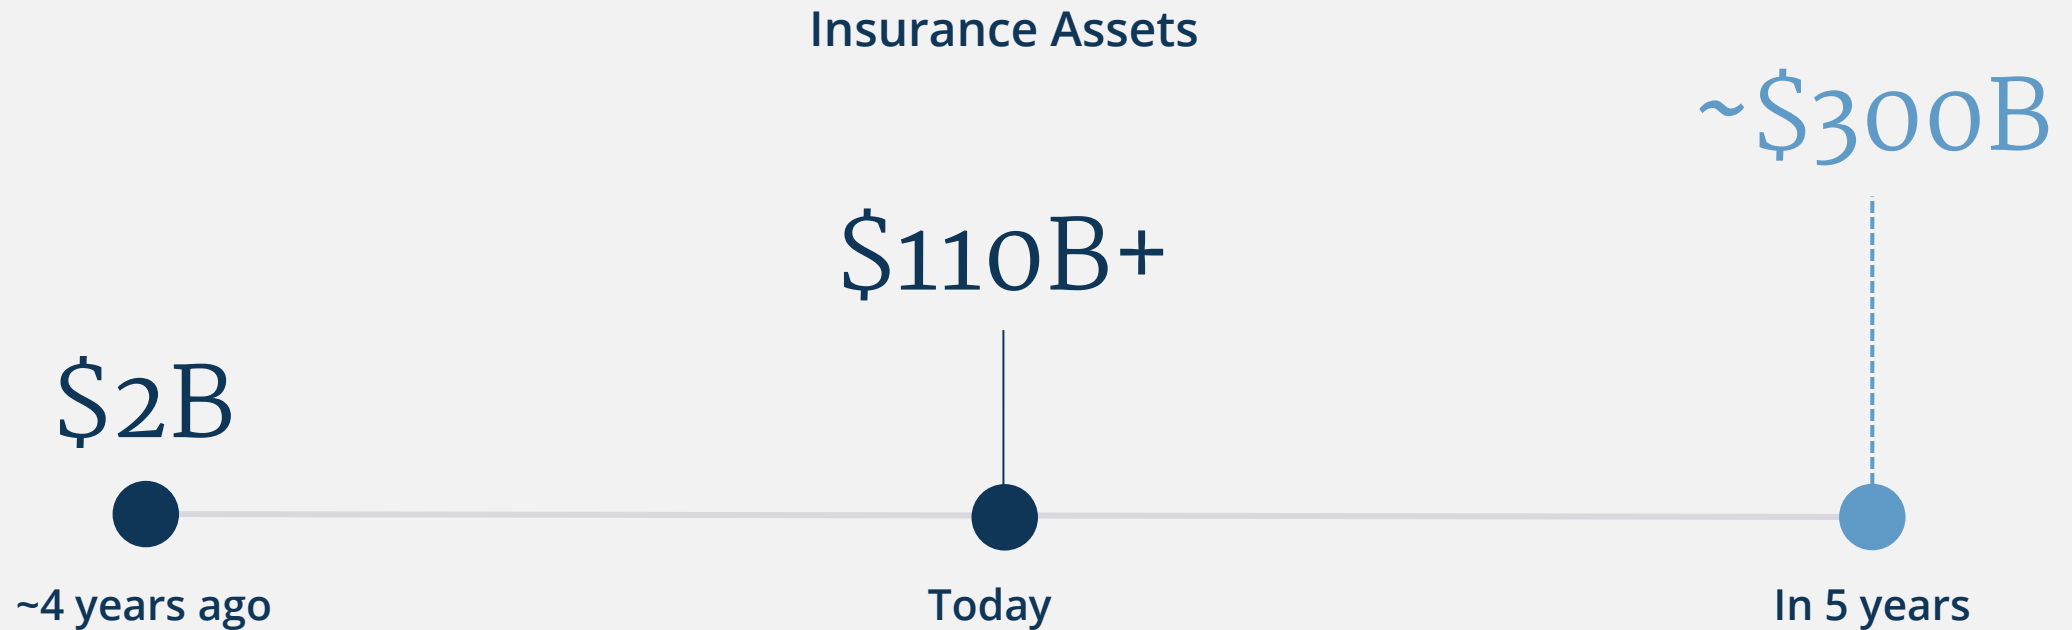 Insurance Assets
~$300B
$110B+
$2B
~4 years ago
Today
In 5 years